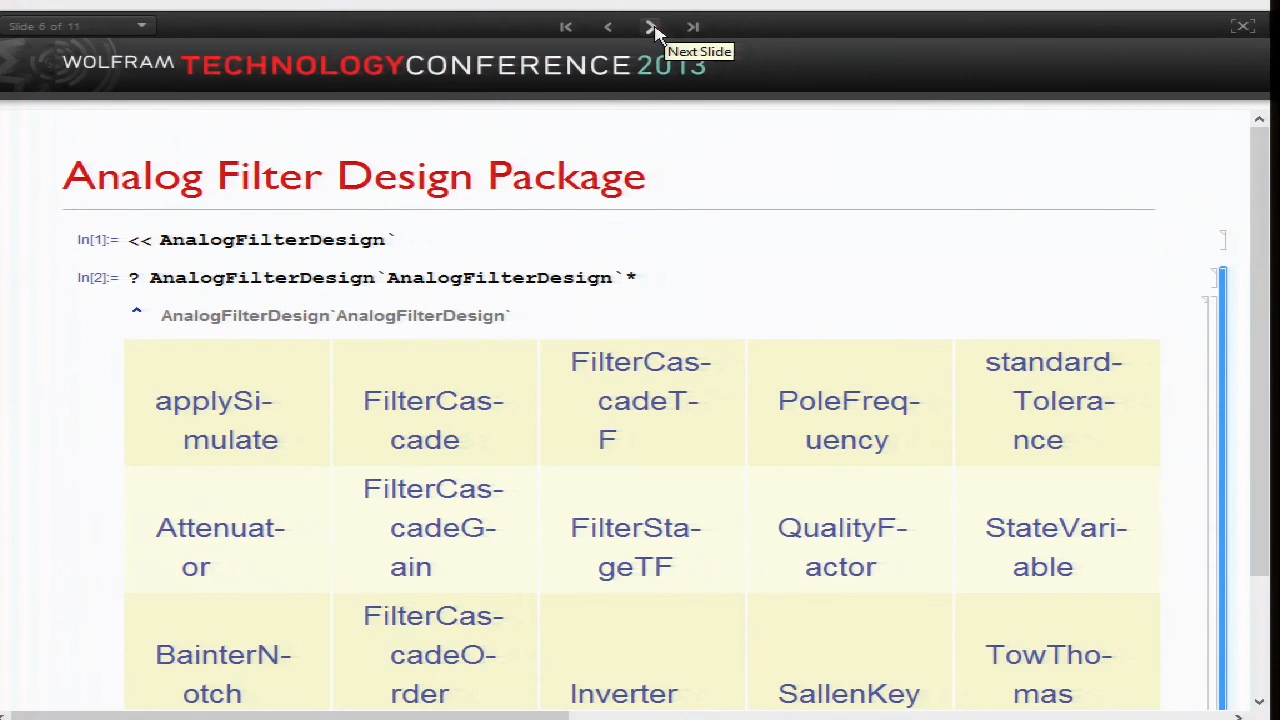 Slide 6 of 11
Next Slide
WOLFRAM TECHNOLOGYCONFERENCE 2013
Analog Filter Design Package
In[1]:= << AnalogFilterDesign`
In[2]:= ? AnalogFilterDesign`AnalogFilterDesign`*
AnalogFilterDesign`AnalogFilterDesign`
applySi-
mulate
FilterCas-
cade
FilterCas-
cadeT-
F
PoleFreq-
uency
standard-
Tolera-
nce
Attenuat-
or
FilterCas-
cadeG-
ain
FilterSta-
geTF
QualityF-
actor
StateVari-
able
BainterN-
otch
FilterCas-
cadeO-
rder
Inverter
SallenKey
TowTho-
mas